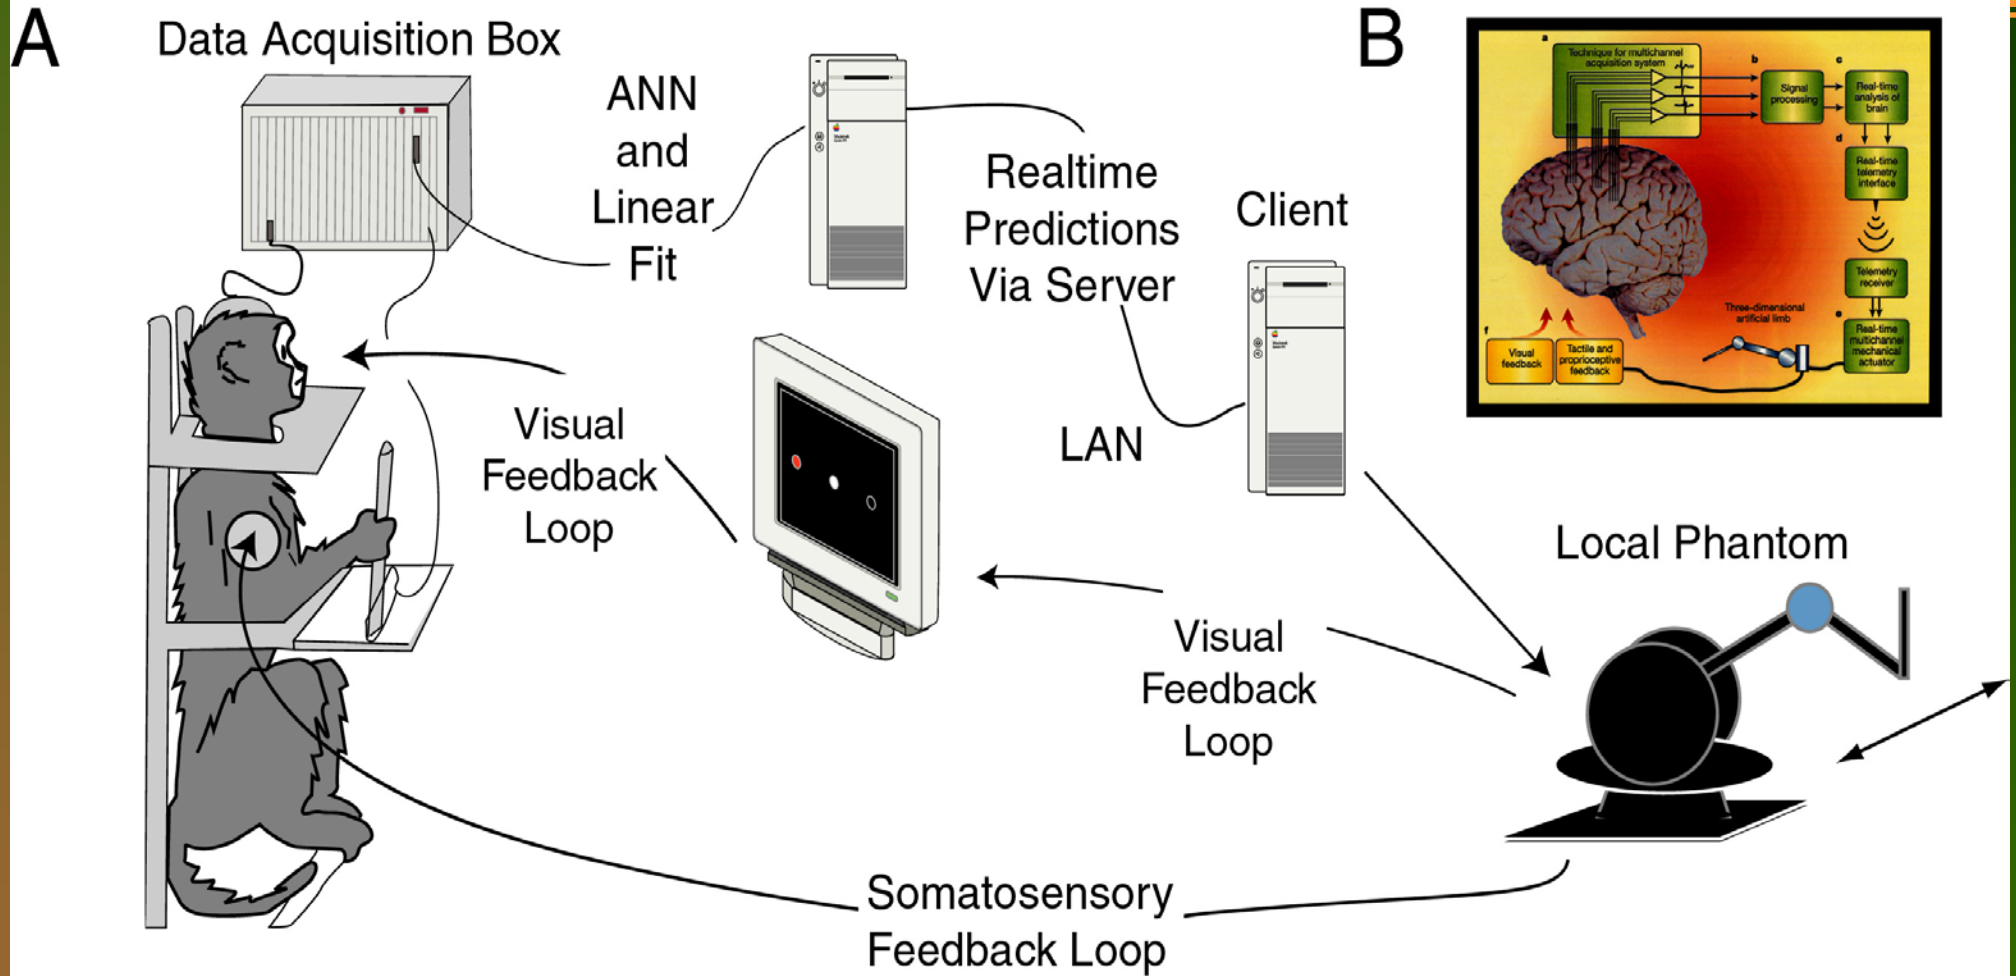 A
Data Acquisition Box
ANN
and
Linear
Fit
Realtime
Predictions
Via Server
Client
LAN
Visual
Feedback
Loop
Visual
Feedback
Loop
Local Phantom
Somatosensory
Feedback Loop
B
a
Technique for multichannel
acquisition system
b
Signal
processing
c
Real-time
analysis of
brain
d
Real-time
telemetry
interface
Telemetry
receiver
e
Real-time
multichannel
mechanical
actuator
Three-dimensional
artificial limb
f
Visual
feedback
Tactile and
proprioceptive
feedback